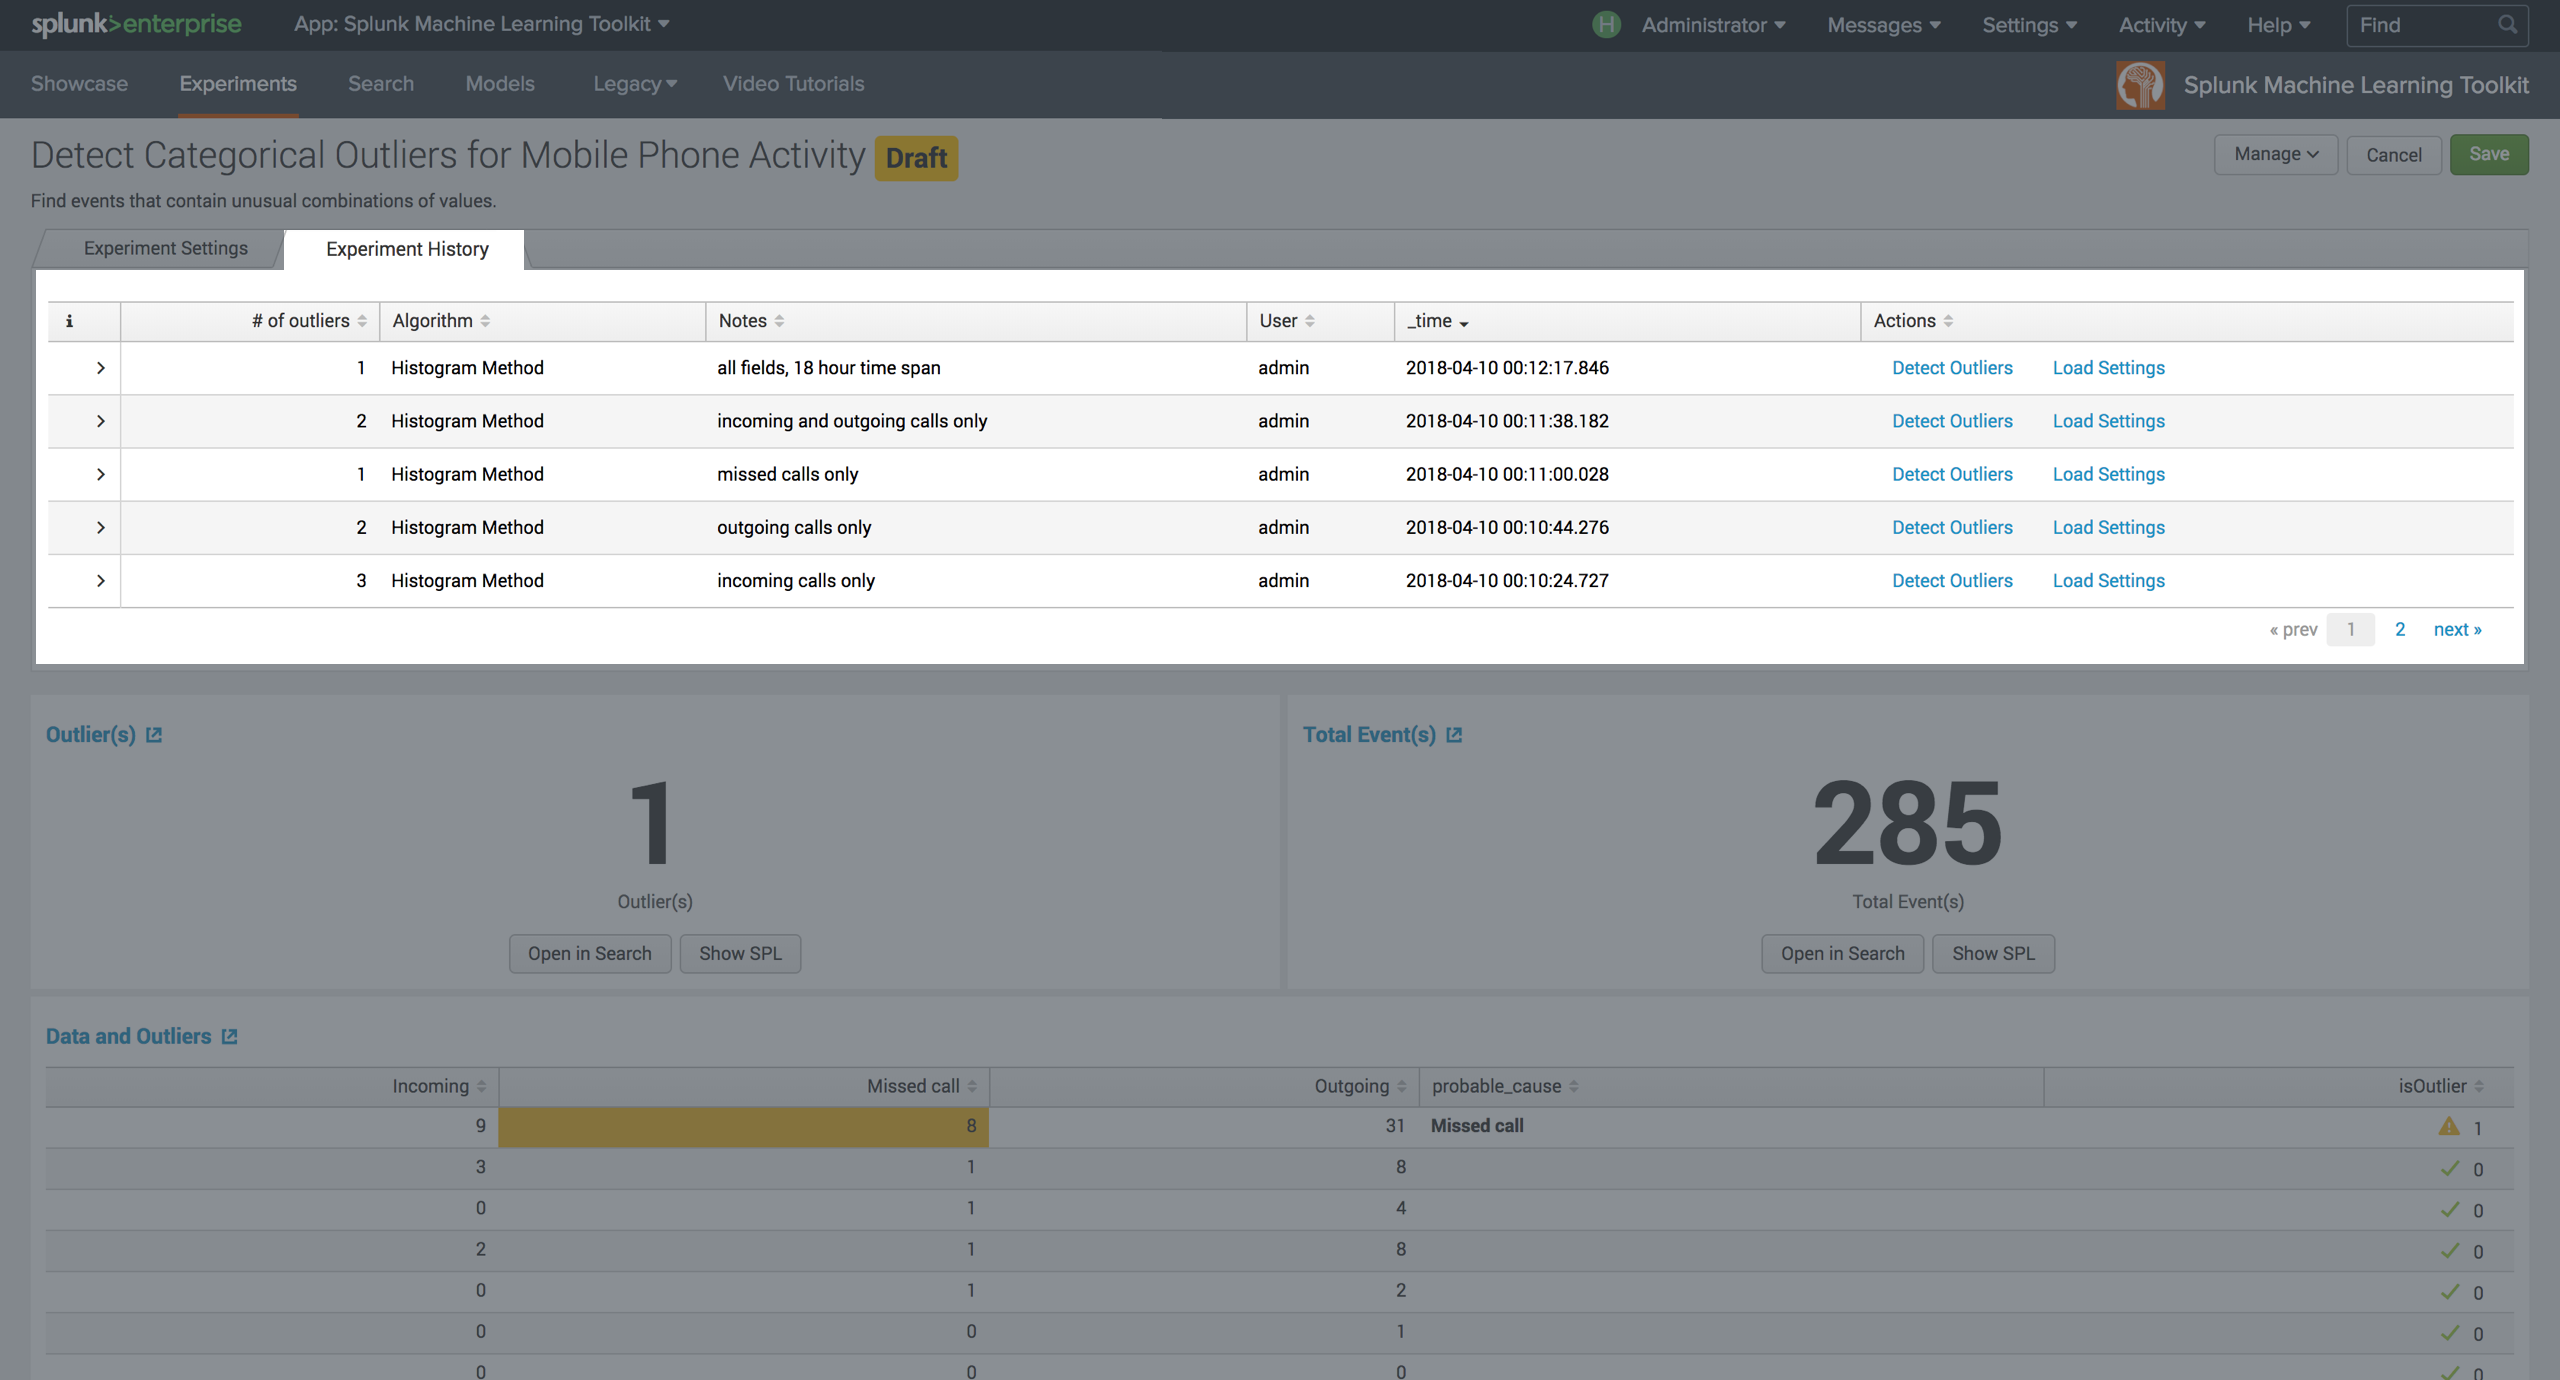 splunk>enterprise App: Splunk Machine Learning Toolkit H Administrator Messages Settings Activity Help Find
Showcase Experiments Search Models Legacy Video Tutorials Splunk Machine Learning Toolkit
Detect Categorical Outliers for Mobile Phone Activity Draft Manage Cancel Save
Find events that contain unusual combinations of values.
Experiment Settings Experiment History
i # of outliers Algorithm Notes User _time Actions
1 Histogram Method all fields, 18 hour time span admin 2018-04-10 00:12:17.846 Detect Outliers Load Settings
2 Histogram Method incoming and outgoing calls only admin 2018-04-10 00:11:38.182 Detect Outliers Load Settings
1 Histogram Method missed calls only admin 2018-04-10 00:11:00.028 Detect Outliers Load Settings
2 Histogram Method outgoing calls only admin 2018-04-10 00:10:44.276 Detect Outliers Load Settings
3 Histogram Method incoming calls only admin 2018-04-10 00:10:24.727 Detect Outliers Load Settings
« prev 1 2 next »
Outlier(s) Total Event(s)
1 285
Outlier(s) Total Event(s)
Open in Search Show SPL Open in Search Show SPL
Data and Outliers
Incoming Missed call Outgoing probable_cause isOutlier
9 8 31 Missed call 1
3 1 8 0
0 1 4 0
2 1 8 0
0 1 2 0
0 0 1 0
0 0 0 0